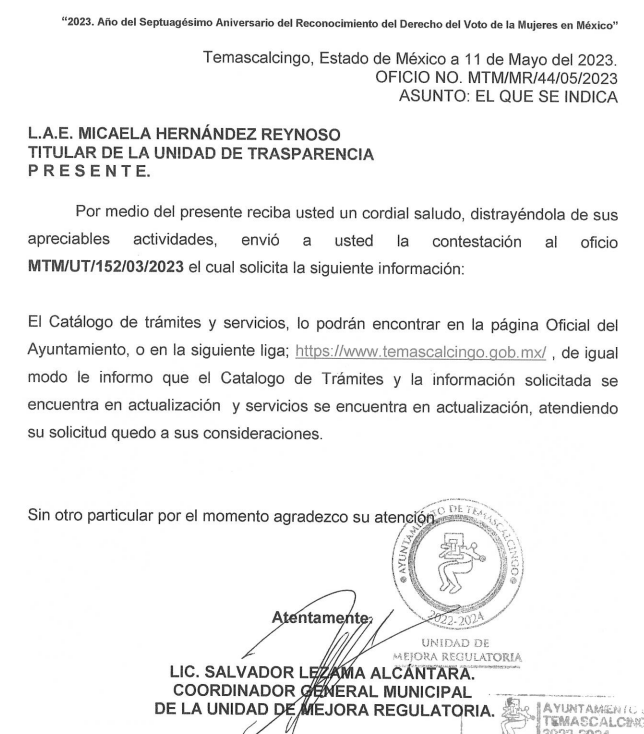 “2023. Año del Septuagésimo Aniversario del Reconocimiento del Derecho del Voto de la Mujeres en México”
Temascalcingo, Estado de México a 11 de Mayo del 2023.
OFICIO NO. MTM/MR/44/05/2023
ASUNTO: EL QUE SE INDICA
L.A.E. MICAELA HERNÁNDEZ REYNOSO
TITULAR DE LA UNIDAD DE TRASPARENCIA
P R E S E N T E.
Por medio del presente reciba usted un cordial saludo, distrayéndola de sus
apreciables actividades, envió a usted la contestación al oficio
MTM/UT/152/03/2023 el cual solicita la siguiente información:
El Catálogo de trámites y servicios, lo podrán encontrar en la página Oficial del
Ayuntamiento, o en la siguiente liga; https://www.temascalcingo.gob.mx/ , de igual
modo le informo que el Catalogo de Trámites y la información solicitada se
encuentra en actualización y servicios se encuentra en actualización, atendiendo
su solicitud quedo a sus consideraciones.
Sin otro particular por el momento agradezco su atención.
AYUNTAMIENTO DE TEMASCALCINGO
2022-2024
UNIDAD DE
MEJORA REGULATORIA
Atentamente.
LIC. SALVADOR LEZAMA ALCÁNTARA.
COORDINADOR GENERAL MUNICIPAL
DE LA UNIDAD DE MEJORA REGULATORIA.
AYUNTAMIENTO
TEMASCALCING
2022-2024